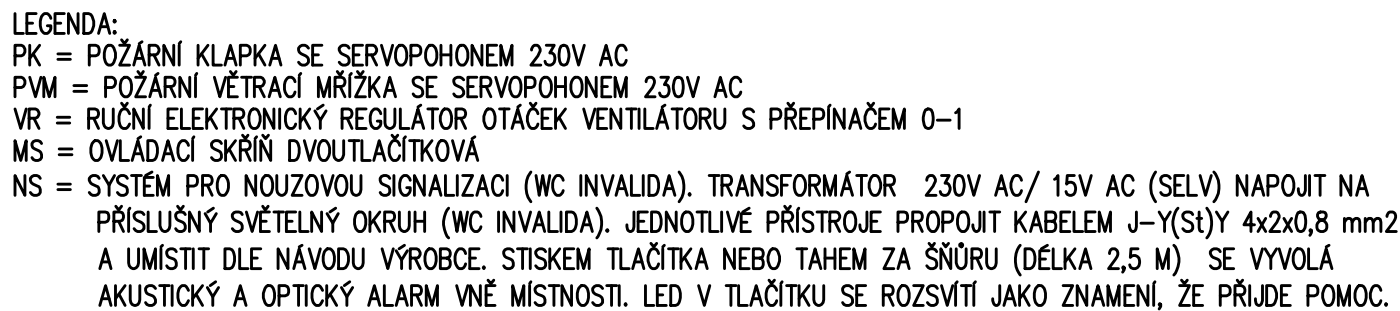 LEGENDA:
PK = POŽÁRNÍ KLAPKA SE SERVOPOHONEM 230V AC
PVM = POŽÁRNÍ VĚTRACÍ MŘÍŽKA SE SERVOPOHONEM 230V AC
VR = RUČNÍ ELEKTRONICKÝ REGULÁTOR OTÁČEK VENTILÁTORU S PŘEPÍNAČEM 0–1
MS = OVLÁDACÍ SKŘÍŇ DVOUTLAČÍTKOVÁ
NS = SYSTÉM PRO NOUZOVOU SIGNALIZACI (WC INVALIDA). TRANSFORMÁTOR 230V AC/ 15V AC (SELV) NAPOJIT NA
PŘÍSLUŠNÝ SVĚTELNÝ OKRUH (WC INVALIDA). JEDNOTLIVÉ PŘÍSTROJE PROPOJIT KABELEM J–Y(St)Y 4x2x0,8 mm2
A UMÍSTIT DLE NÁVODU VÝROBCE. STISKEM TLAČÍTKA NEBO TAHEM ZA ŠŇŮRU (DÉLKA 2,5 M) SE VYVOLÁ
AKUSTICKÝ A OPTICKÝ ALARM VNĚ MÍSTNOSTI. LED V TLAČÍTKU SE ROZSVÍTÍ JAKO ZNAMENÍ, ŽE PŘIJDE POMOC.